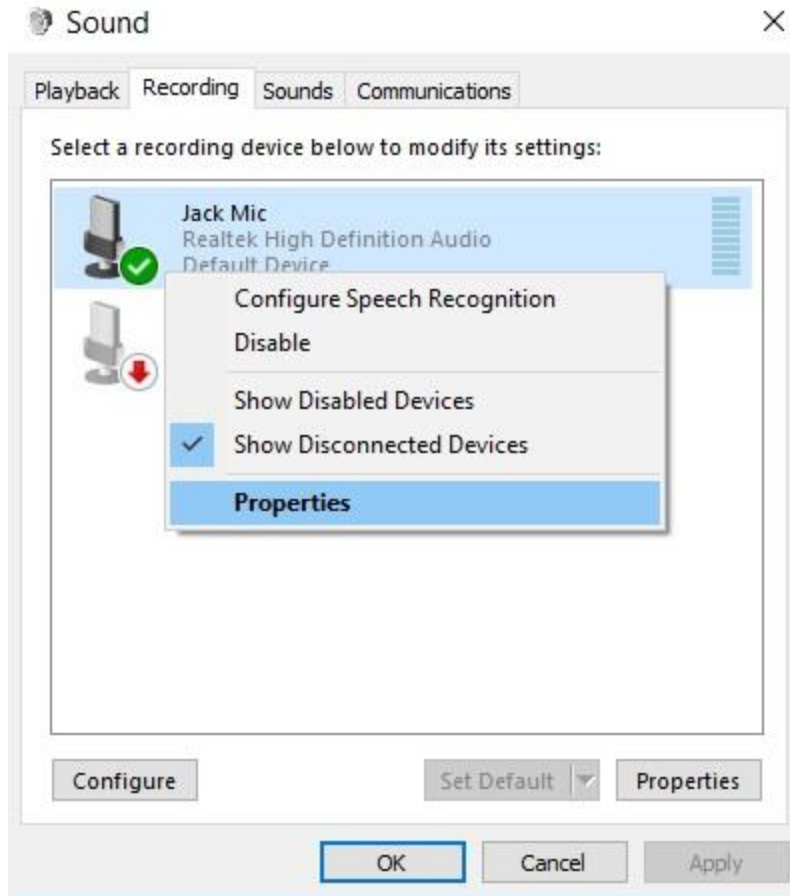 Sound
Playback Recording Sounds Communications
Select a recording device below to modify its settings:
Jack Mic
Realtek High Definition Audio
Default Device
Configure Speech Recognition
Disable
Show Disabled Devices
Show Disconnected Devices
Properties
Configure Set Default Properties
OK Cancel Apply